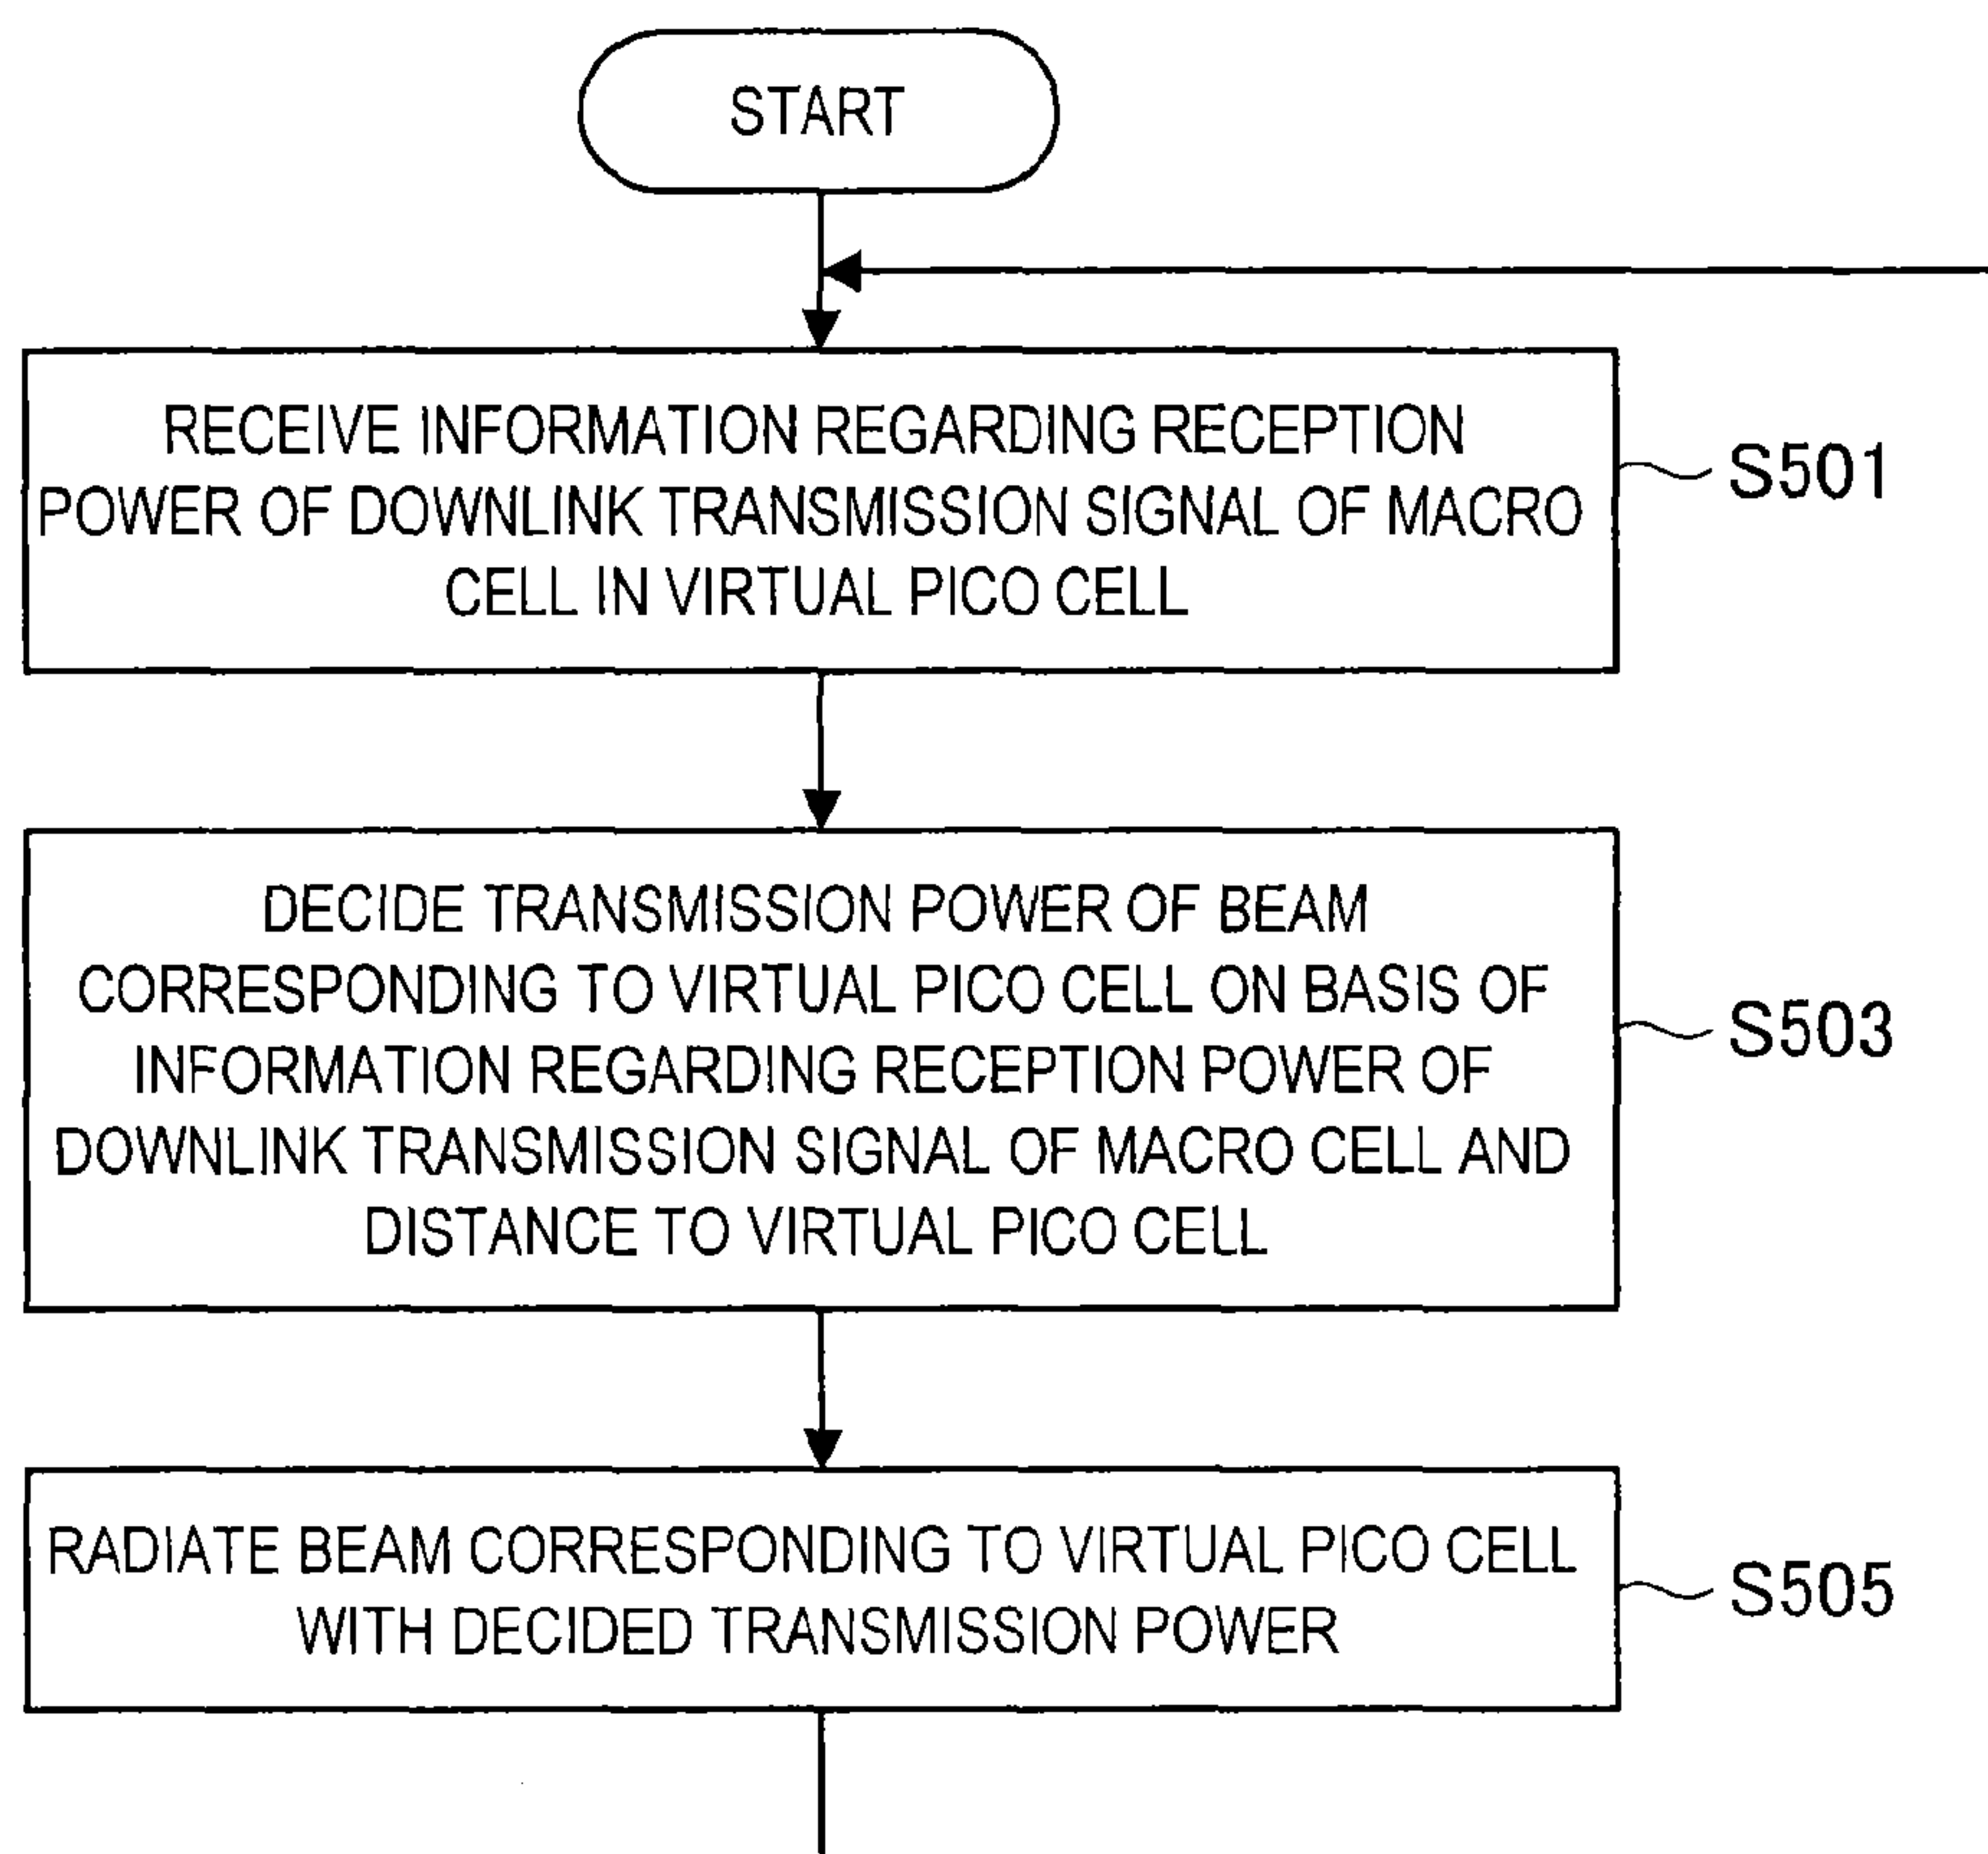 START
RECEIVE INFORMATION REGARDING RECEPTION
POWER OF DOWNLINK TRANSMISSION SIGNAL OF MACRO
CELL IN VIRTUAL PICO CELL
S501
DECIDE TRANSMISSION POWER OF BEAM
CORRESPONDING TO VIRTUAL PICO CELL ON BASIS OF
INFORMATION REGARDING RECEPTION POWER OF
DOWNLINK TRANSMISSION SIGNAL OF MACRO CELL AND
DISTANCE TO VIRTUAL PICO CELL
S503
RADIATE BEAM CORRESPONDING TO VIRTUAL PICO CELL
WITH DECIDED TRANSMISSION POWER
S505